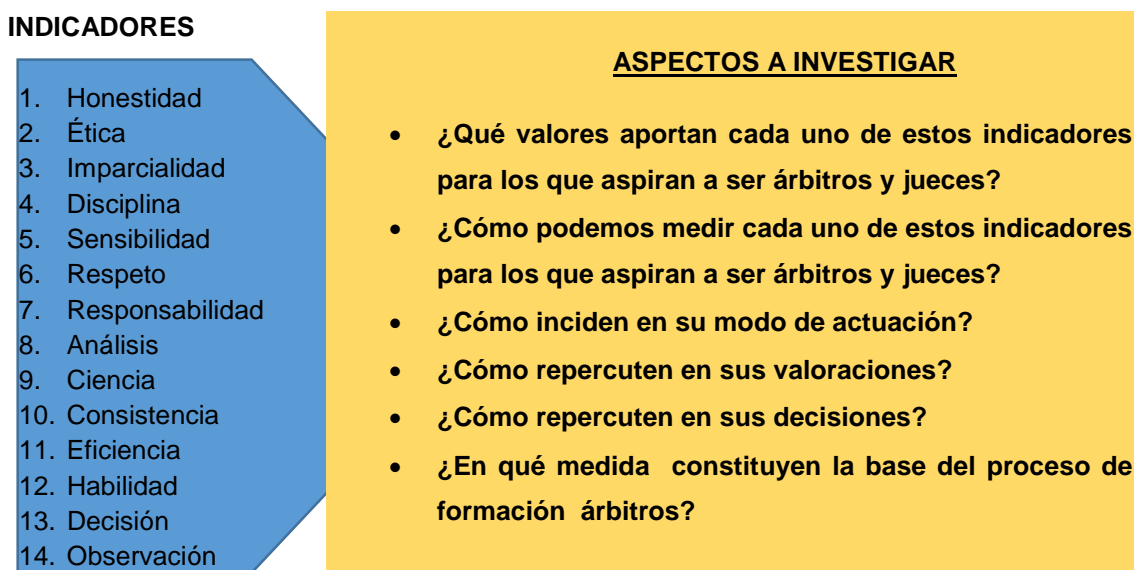 INDICADORES
1. Honestidad
2. Ética
3. Imparcialidad
4. Disciplina
5. Sensibilidad
6. Respeto
7. Responsabilidad
8. Análisis
9. Ciencia
10. Consistencia
11. Eficiencia
12. Habilidad
13. Decisión
14. Observación
ASPECTOS A INVESTIGAR
• ¿Qué valores aportan cada uno de estos indicadores
para los que aspiran a ser árbitros y jueces?
• ¿Cómo podemos medir cada uno de estos indicadores
para los que aspiran a ser árbitros y jueces?
• ¿Cómo inciden en su modo de actuación?
• ¿Cómo repercuten en sus valoraciones?
• ¿Cómo repercuten en sus decisiones?
• ¿En qué medida constituyen la base del proceso de
formación árbitros?